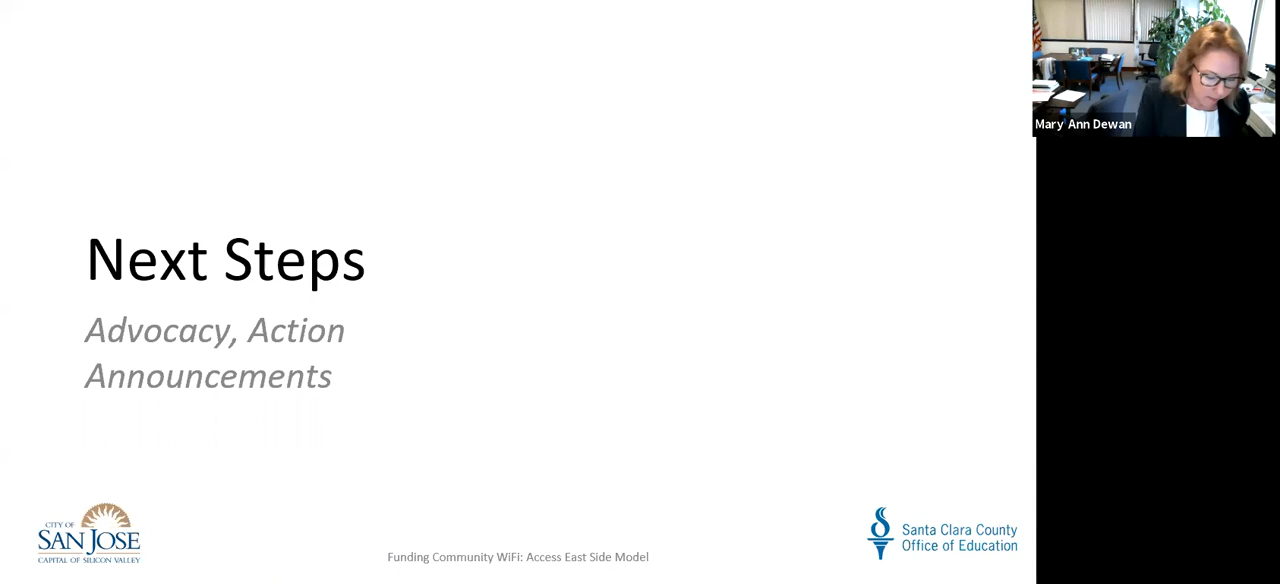 Mary Ann Dewan
Next Steps
Advocacy, Action
Announcements
CITY OF
SAN JOSE
CAPITAL OF SILICON VALLEY
Funding Community WiFi: Access East Side Model
Santa Clara County
Office of Education